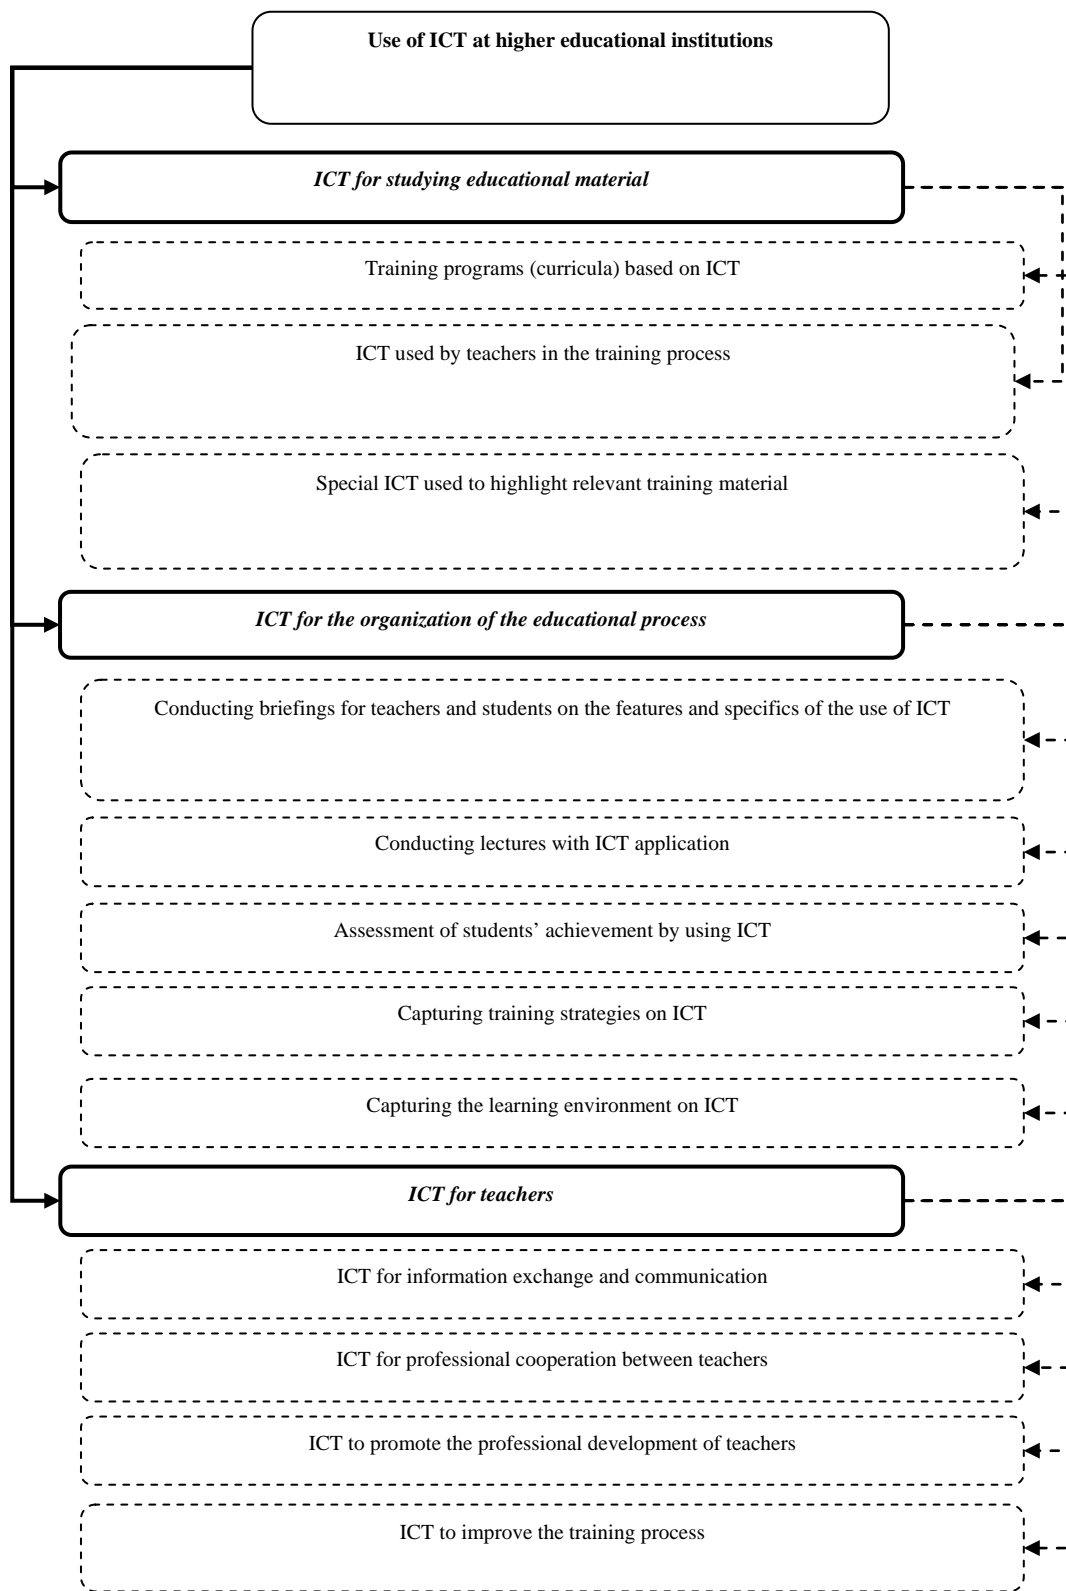 Use of ICT at higher educational institutions
ICT for studying educational material
Training programs (curricula) based on ICT
ICT used by teachers in the training process
Special ICT used to highlight relevant training material
ICT for the organization of the educational process
Conducting briefings for teachers and students on the features and specifics of the use of ICT
Conducting lectures with ICT application
Assessment of students’ achievement by using ICT
Capturing training strategies on ICT
Capturing the learning environment on ICT
ICT for teachers
ICT for information exchange and communication
ICT for professional cooperation between teachers
ICT to promote the professional development of teachers
ICT to improve the training process